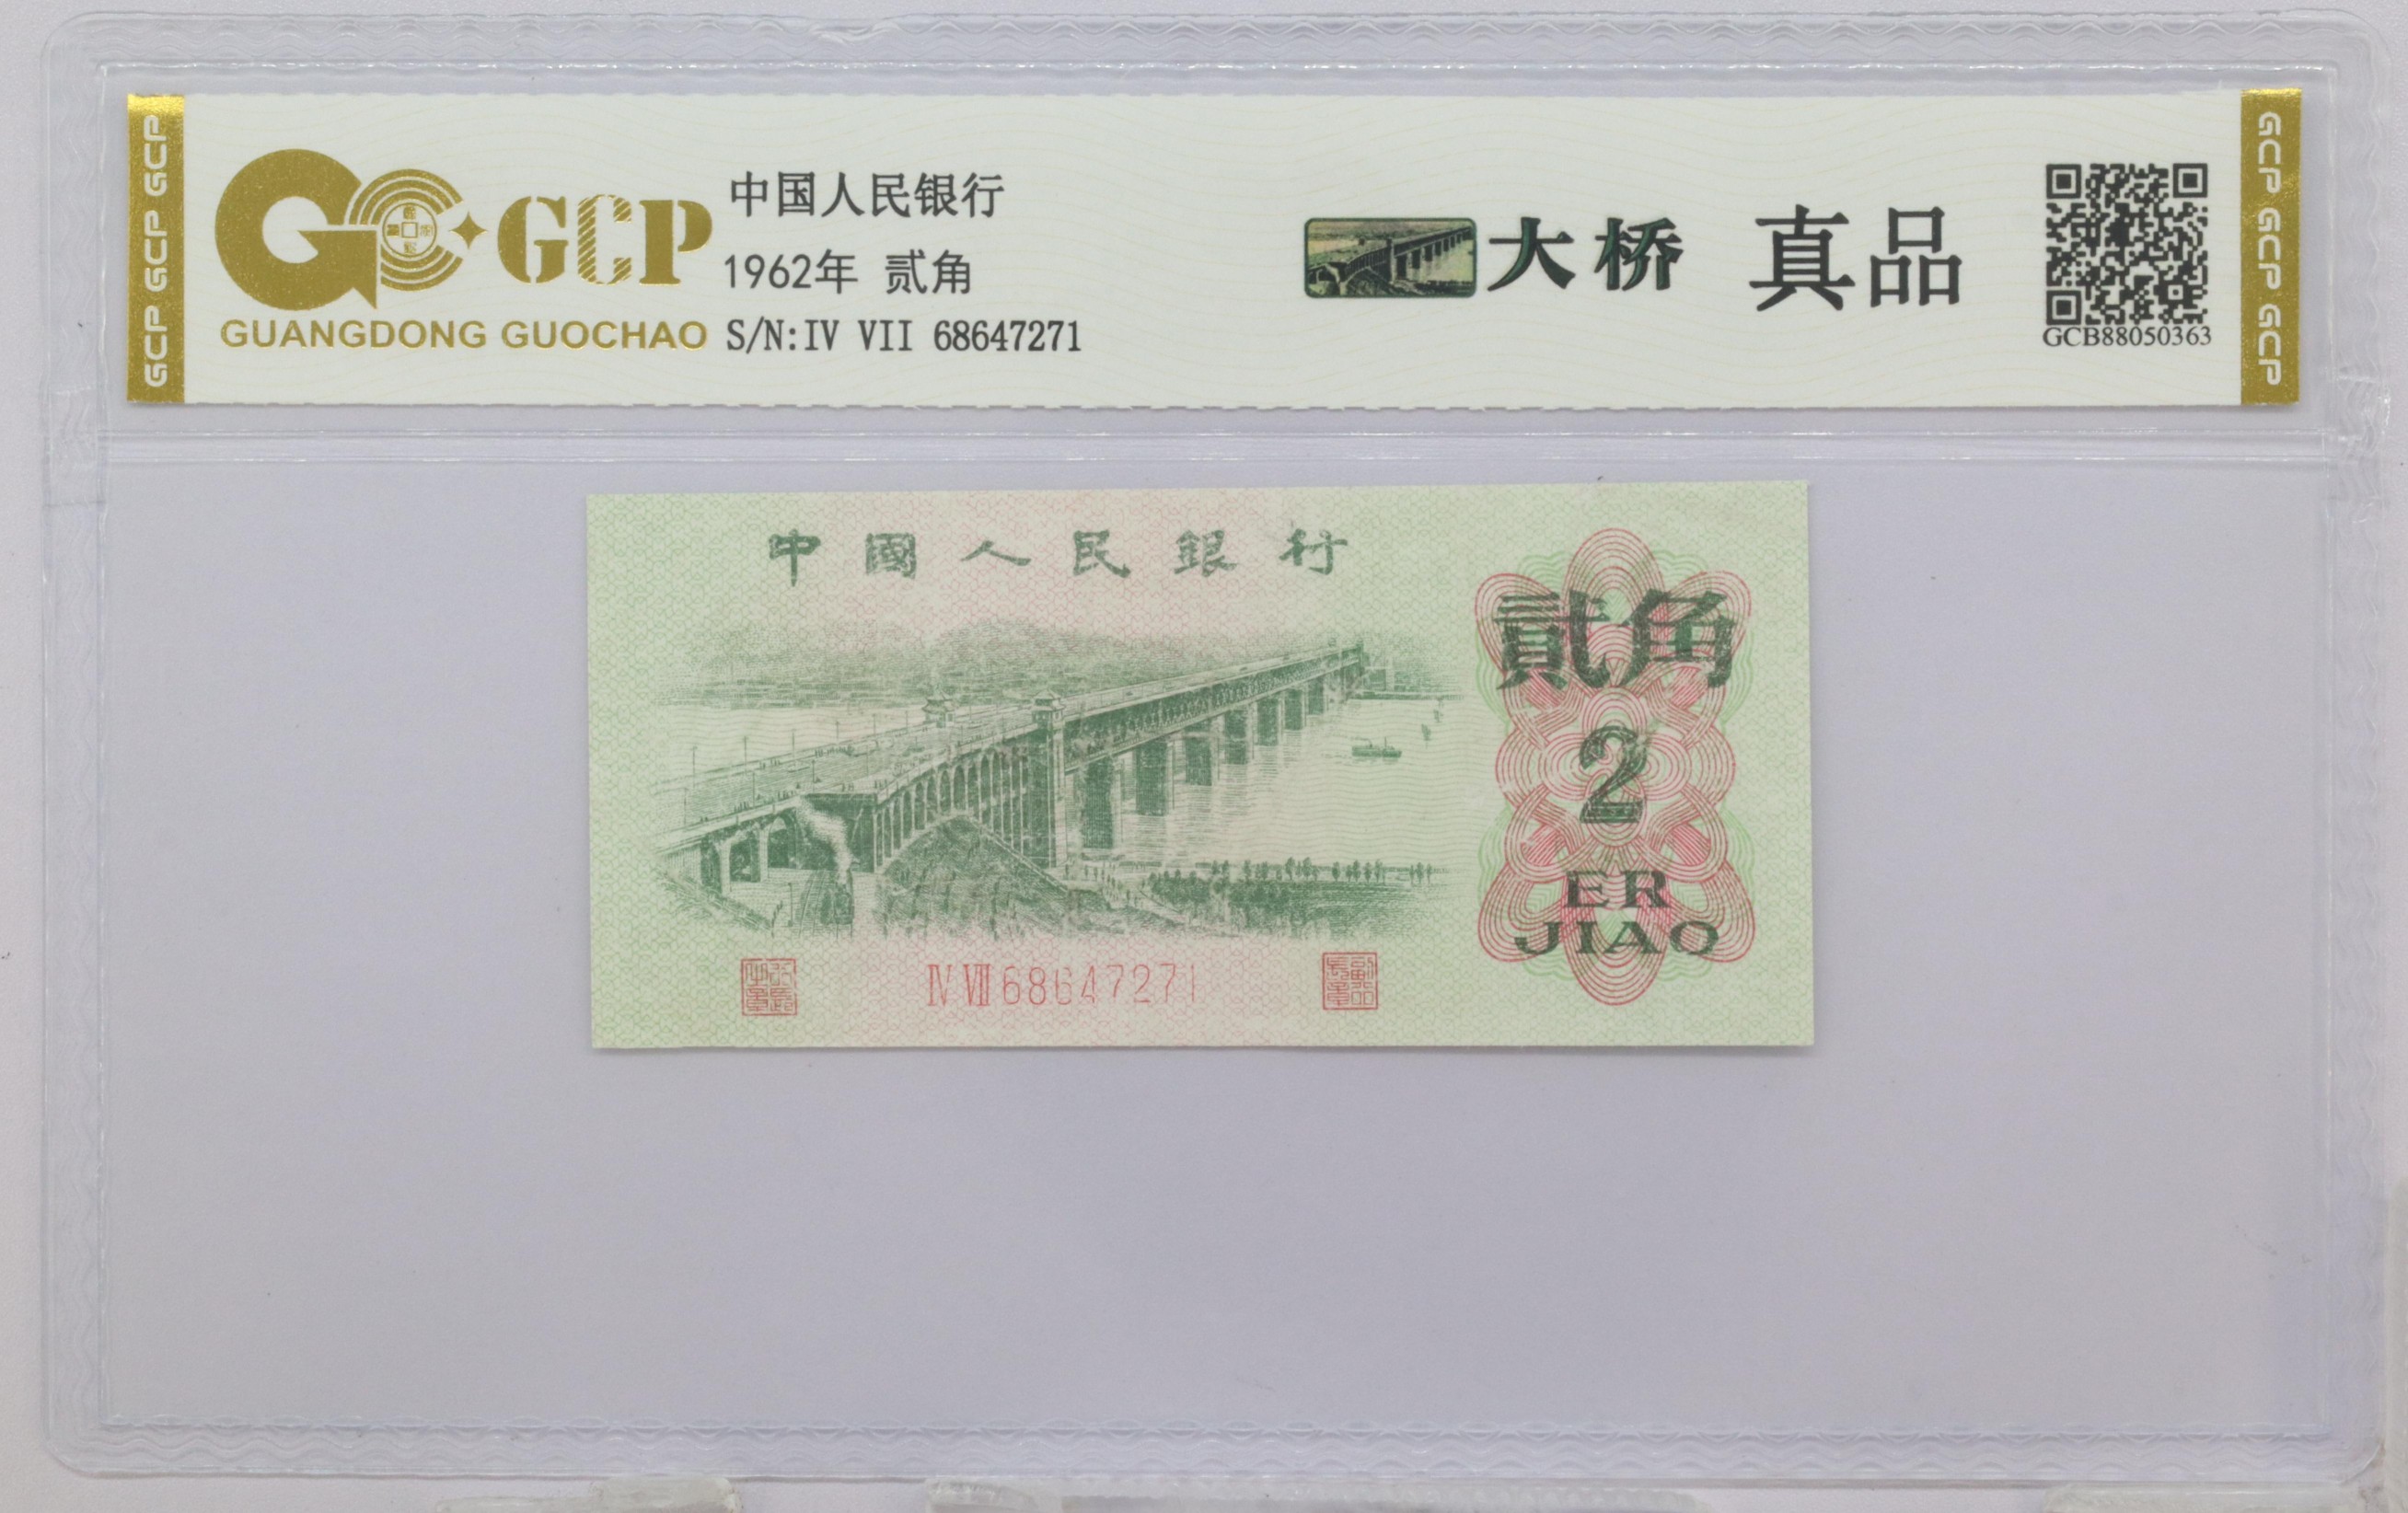 GCP GCP GCP
GCP
GUANGDONG GUOCHAO
中国人民银行
1962年 贰角
S/N:IV VII 68647271
大桥 真品
GCB88050363
GCP GCP GCP
中國人民銀行
貳角
2
ER
JIAO
Ⅳ Ⅶ 68647271